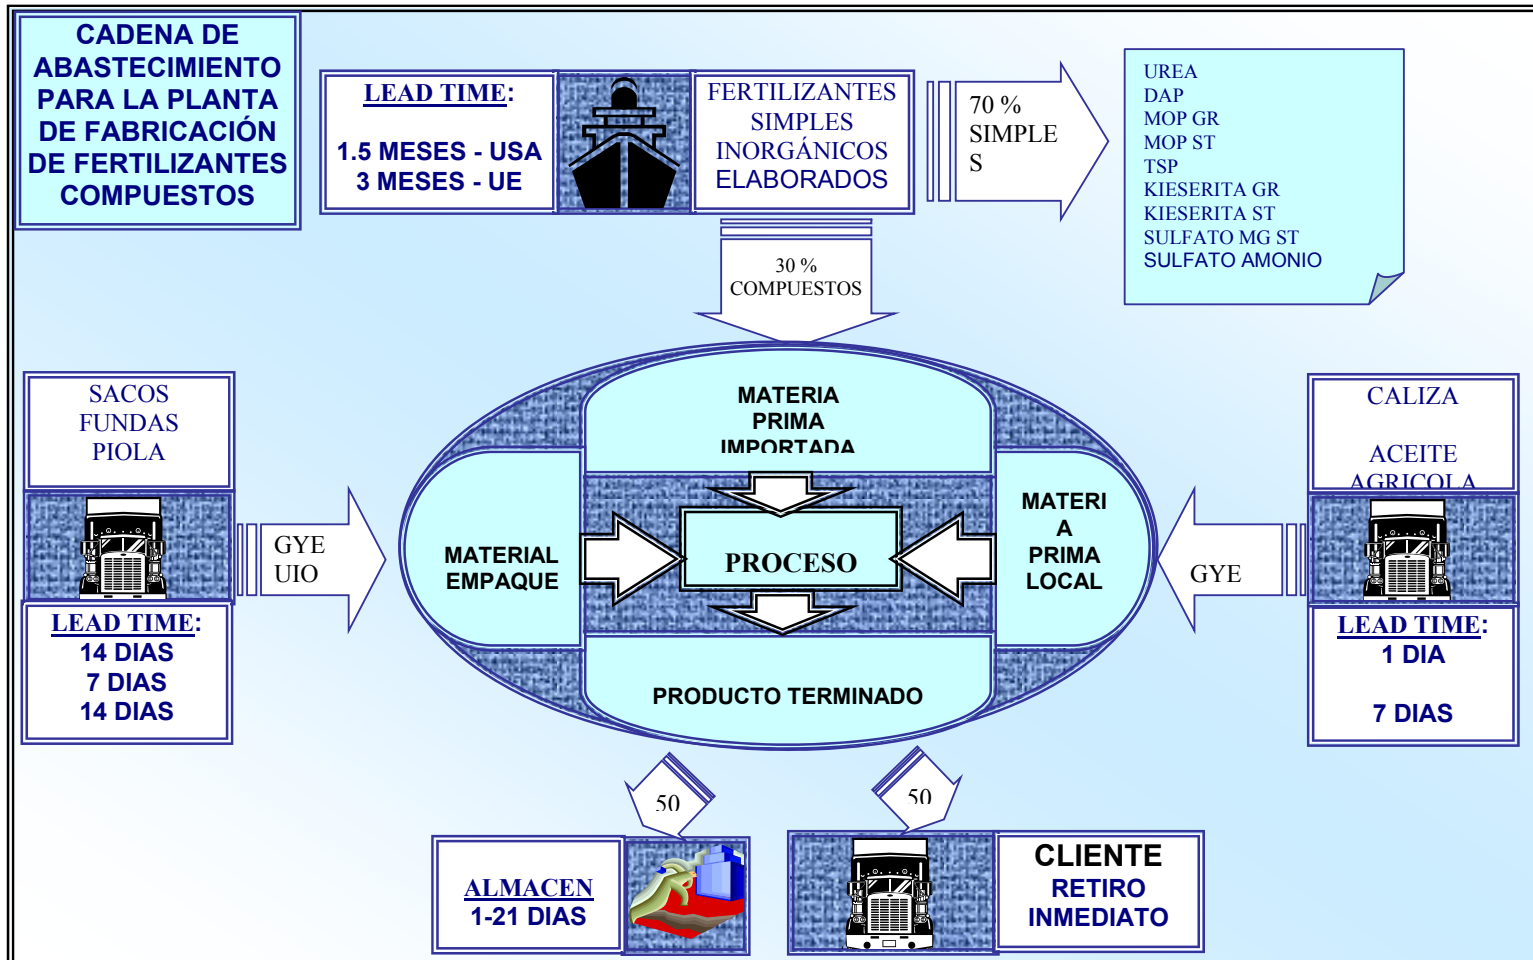 CADENA DE
ABASTECIMIENTO
PARA LA PLANTA
DE FABRICACIÓN
DE FERTILIZANTES
COMPUESTOS
LEAD TIME:
1.5 MESES - USA
3 MESES - UE
FERTILIZANTES
SIMPLES
INORGÁNICOS
ELABORADOS
70 %
SIMPLE
S
UREA
DAP
MOP GR
MOP ST
TSP
KIESERITA GR
KIESERITA ST
SULFATO MG ST
SULFATO AMONIO
30 %
COMPUESTOS
SACOS
FUNDAS
PIOLA
GYE
UIO
LEAD TIME:
14 DIAS
7 DIAS
14 DIAS
MATERIA
PRIMA
IMPORTADA
MATERIAL
EMPAQUE
PROCESO
MATERI
A
PRIMA
LOCAL
PRODUCTO TERMINADO
CALIZA
ACEITE
AGRICOLA
GYE
LEAD TIME:
1 DIA
7 DIAS
50
50
ALMACEN
1-21 DIAS
CLIENTE
RETIRO
INMEDIATO